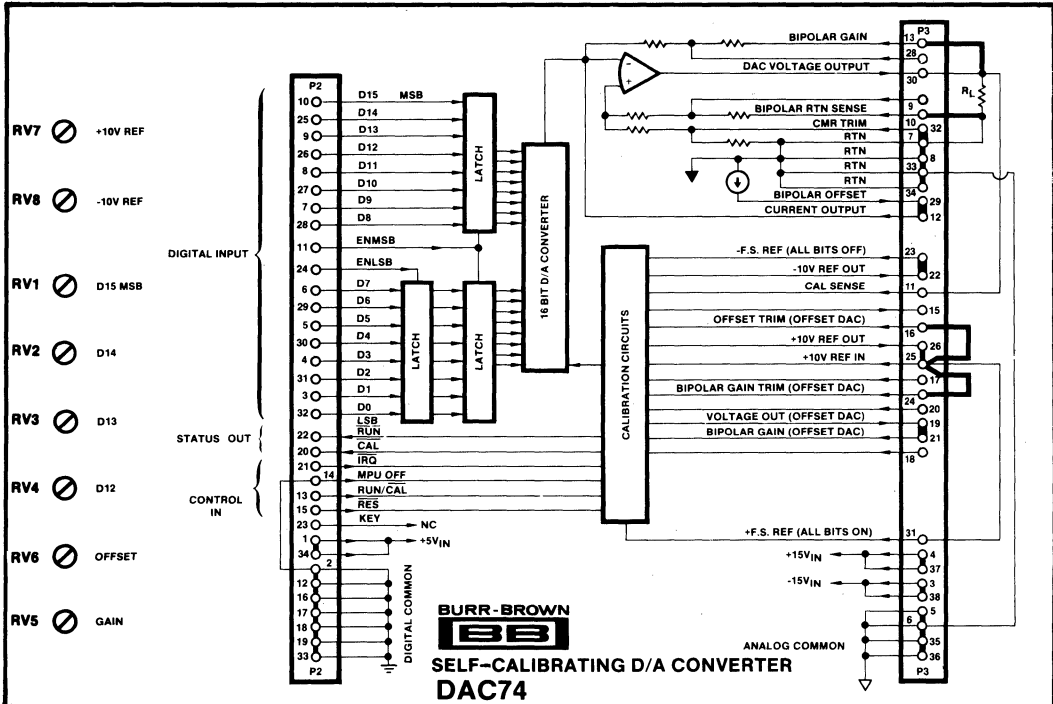 RV7 +10V REF
RV8 -10V REF
RV1 D15 MSB
RV2 D14
RV3 D13
RV4 D12
RV6 OFFSET
RV5 GAIN
DIGITAL INPUT
STATUS OUT
CONTROL IN
P2
10 D15 MSB
25 D14
9 D13
26 D12
8 D11
27 D10
7 D9
28 D8
11 ENMSB
24 ENLSB
6 D7
29 D6
5 D5
30 D4
4 D3
31 D2
3 D1
32 D0
LSB
22 RUN
20 CAL
21 IRQ
14 MPU OFF
13 RUN/CAL
15 RES
23 KEY NC
1 +5VIN
34
2
12
16
17
18
19
33
P2
DIGITAL COMMON
LATCH
LATCH
LATCH
16 BIT D/A CONVERTER
CALIBRATION CIRCUITS
-
+
P3
BIPOLAR GAIN 13
28
DAC VOLTAGE OUTPUT 30
RL
9
BIPOLAR RTN SENSE 10
CMR TRIM 32
RTN 7
RTN 8
RTN 33
RTN 34
BIPOLAR OFFSET 29
CURRENT OUTPUT 12
-F.S. REF (ALL BITS OFF) 23
-10V REF OUT 22
CAL SENSE 11
15
OFFSET TRIM (OFFSET DAC) 16
+10V REF OUT 26
+10V REF IN 25
17
BIPOLAR GAIN TRIM (OFFSET DAC) 24
20
VOLTAGE OUT (OFFSET DAC) 19
BIPOLAR GAIN (OFFSET DAC) 21
18
+F.S. REF (ALL BITS ON) 31
+15VIN 4
37
-15VIN 3
38
5
6
35
ANALOG COMMON 36
P3
BURR-BROWN
BB
SELF-CALIBRATING D/A CONVERTER
DAC74